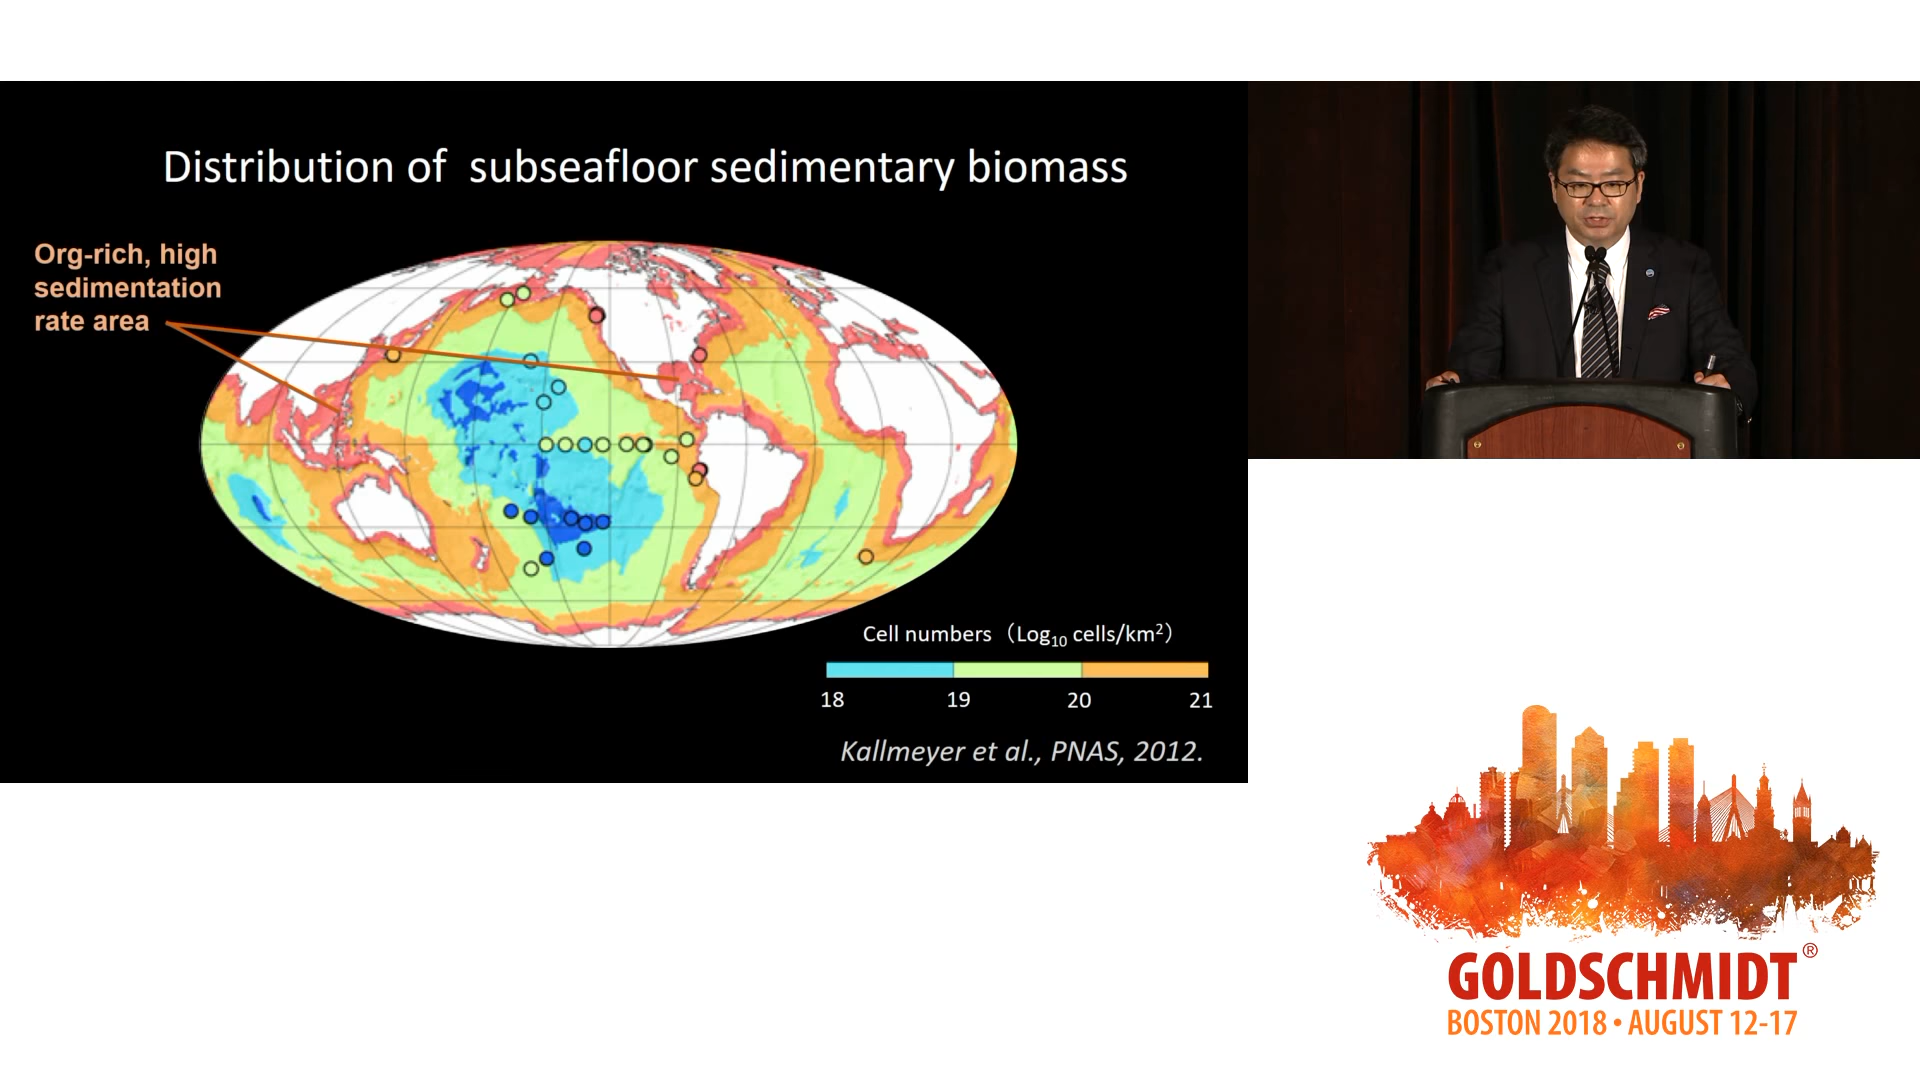 Distribution of  subseafloor sedimentary biomass
Org-rich, high
sedimentation
rate area
Cell numbers（Log10 cells/km2）
18 19 20 21
Kallmeyer et al., PNAS, 2012.
GOLDSCHMIDT®
BOSTON 2018 • AUGUST 12-17